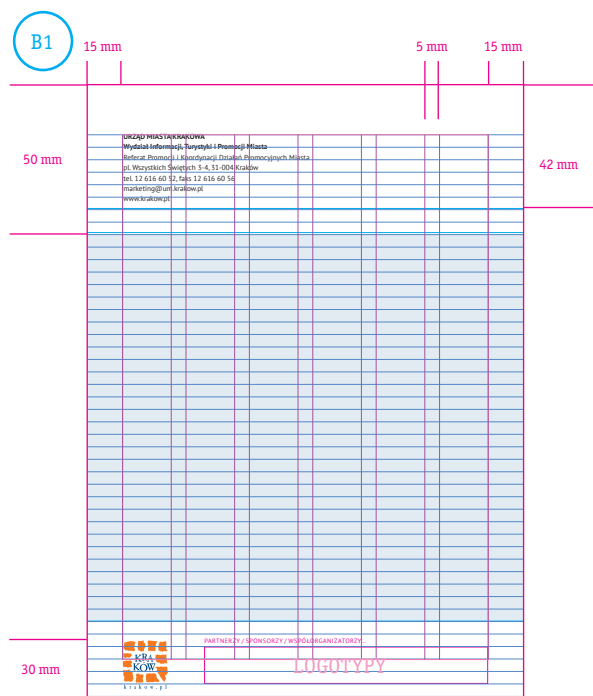 B1
15 mm
5 mm
15 mm
50 mm
42 mm
URZĄD MIASTA KRAKOWA
Wydział Informacji, Turystyki i Promocji Miasta
Referat Promocji i Koordynacji Działań Promocyjnych Miasta
pl. Wszystkich Świętych 3-4, 31-004 Kraków
tel. 12 616 60 52, faks 12 616 60 56
marketing@um.krakow.pl
www.krakow.pl
30 mm
PARTNERZY / SPONSORZY / WSPÓŁORGANIZATORZY...
LOGOTYPY
KRA
KÓW
krakow.pl